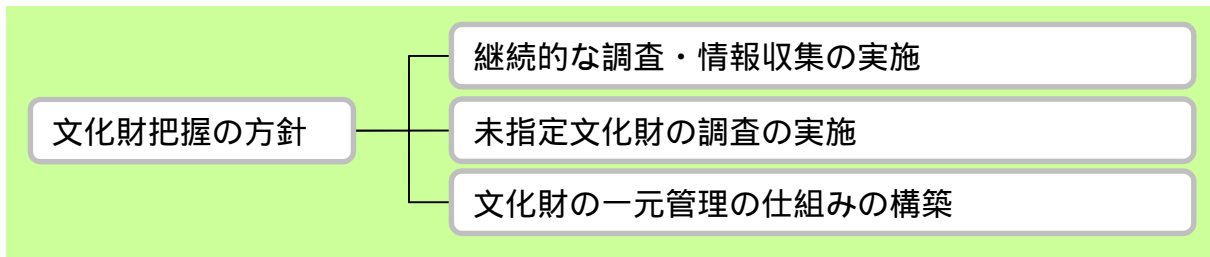 文化財把握の方針
継続的な調査・情報収集の実施
未指定文化財の調査の実施
文化財の一元管理の仕組みの構築